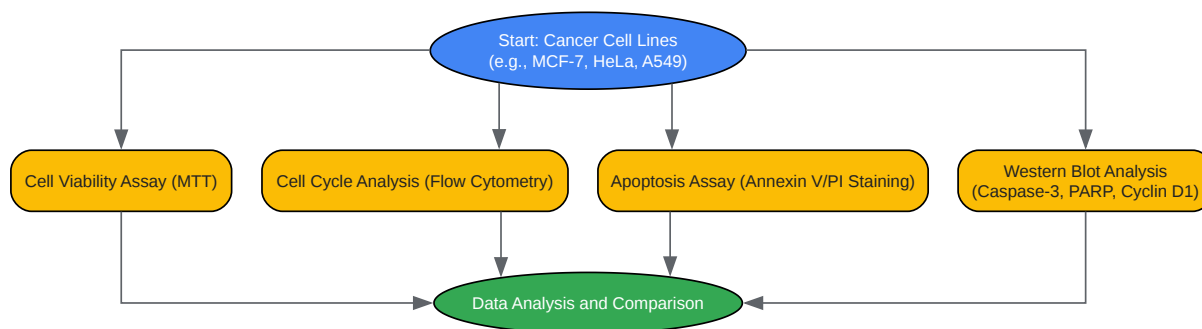 Start: Cancer Cell Lines
(e.g., MCF-7, HeLa, A549)
Cell Viability Assay (MTT)
Cell Cycle Analysis (Flow Cytometry)
Apoptosis Assay (Annexin V/PI Staining)
Western Blot Analysis
(Caspase-3, PARP, Cyclin D1)
Data Analysis and Comparison